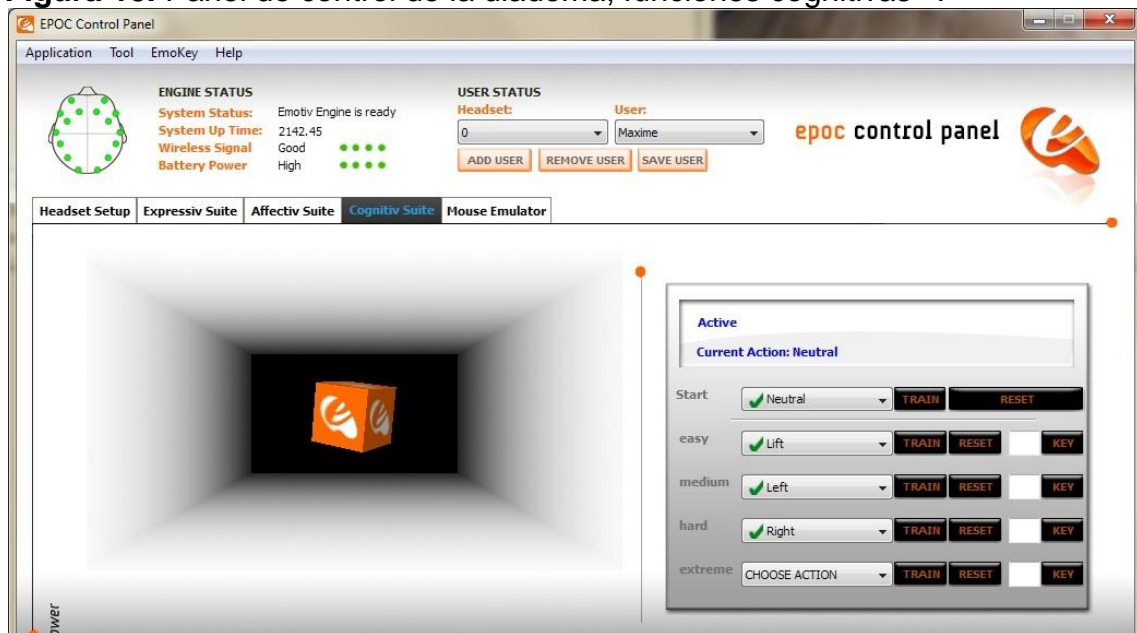 EPOC Control Panel
Application Tool EmoKey Help
ENGINE STATUS
System Status: Emotiv Engine is ready
System Up Time: 2142.45
Wireless Signal Good
Battery Power High
USER STATUS
Headset: User:
0 Maxime
ADD USER REMOVE USER SAVE USER
epoc control panel
Headset Setup Expressiv Suite Affectiv Suite Cognitiv Suite Mouse Emulator
Active
Current Action: Neutral
Start Neutral TRAIN RESET
easy Lift TRAIN RESET KEY
medium Left TRAIN RESET KEY
hard Right TRAIN RESET KEY
extreme CHOOSE ACTION TRAIN RESET KEY